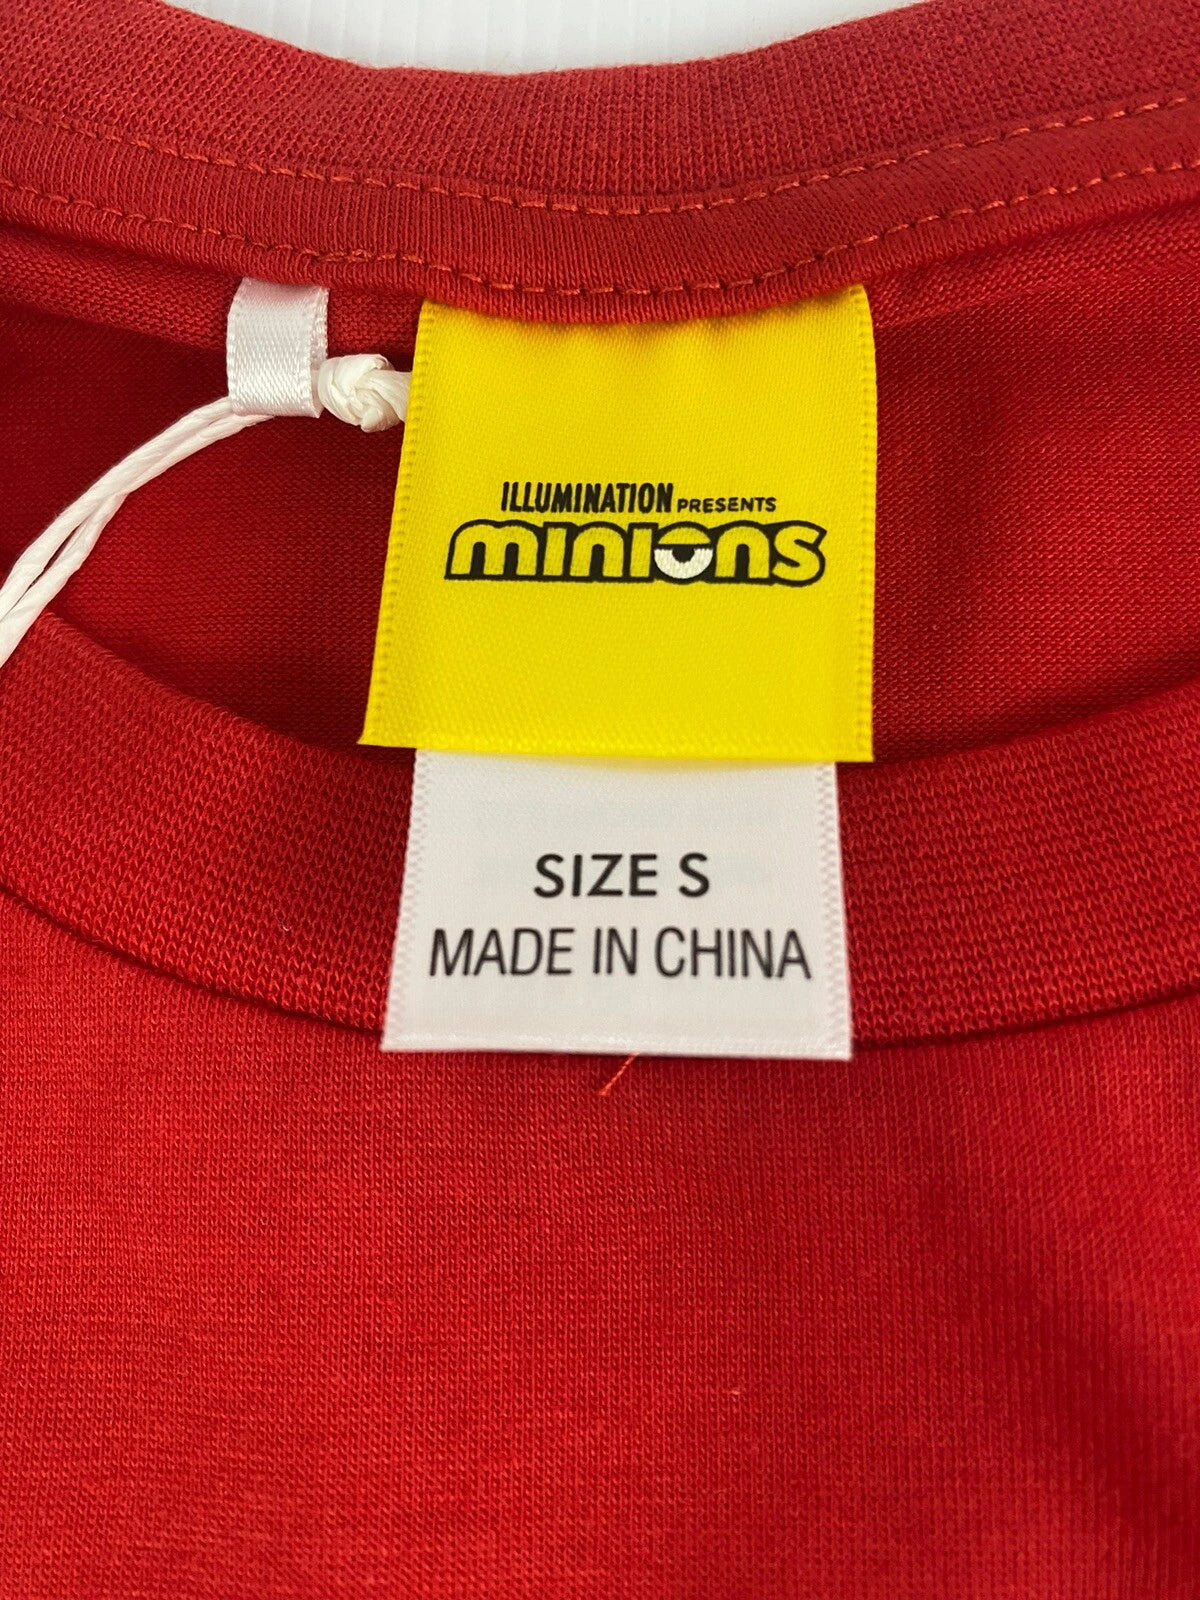 ILLUMINATION PRESENTS
minions
SIZE S
MADE IN CHINA